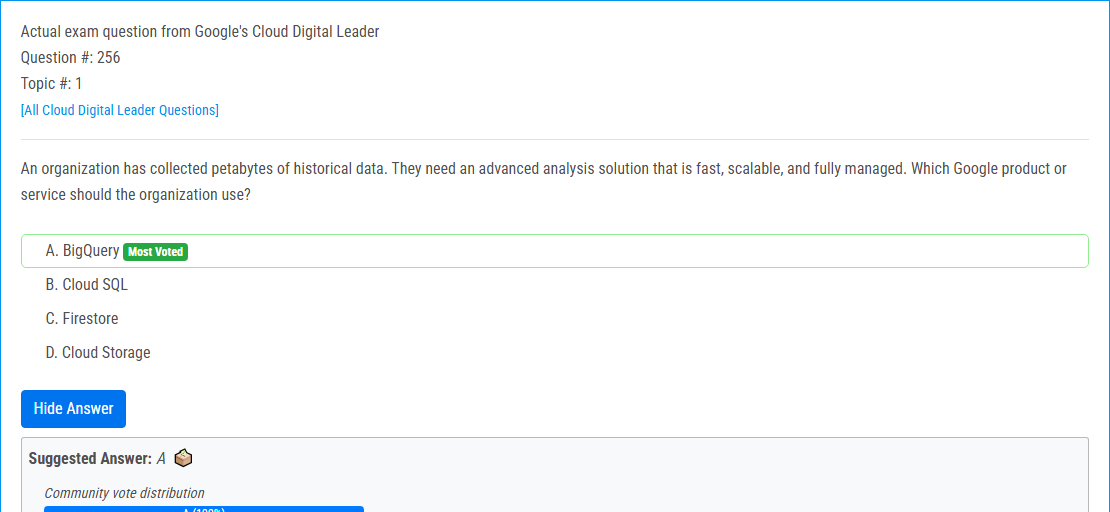 Actual exam question from Google's Cloud Digital Leader
Question #: 256
Topic #: 1
[All Cloud Digital Leader Questions]
An organization has collected petabytes of historical data. They need an advanced analysis solution that is fast, scalable, and fully managed. Which Google product or
service should the organization use?
A. BigQuery Most Voted
B. Cloud SQL
C. Firestore
D. Cloud Storage
Hide Answer
Suggested Answer: A
Community vote distribution
A (100%)